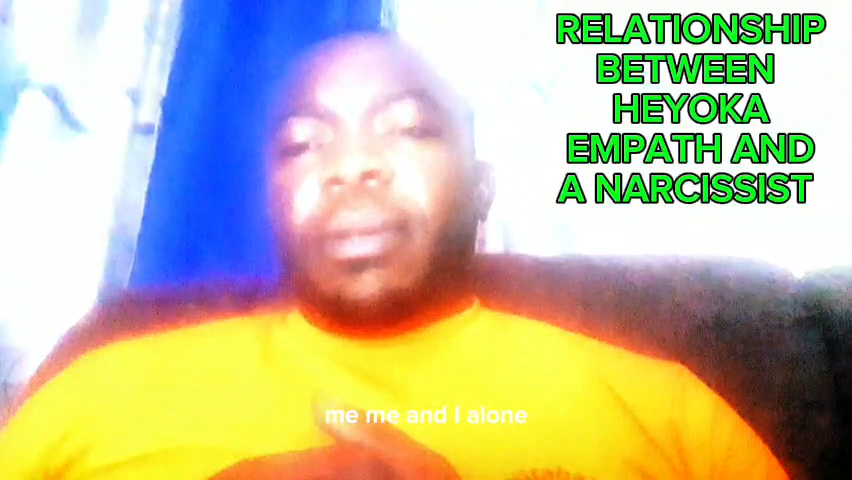 RELATIONSHIP
BETWEEN
HEYOKA
EMPATH AND
A NARCISSIST
me me and I alone